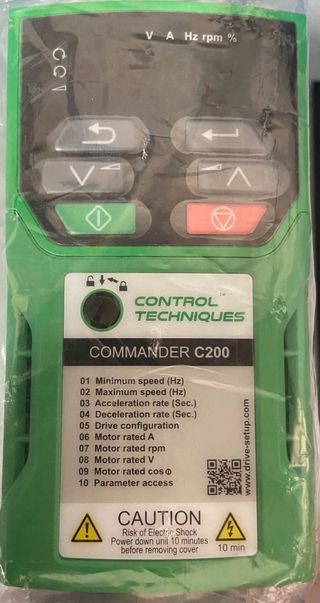 V A Hz rpm %
CONTROL™
TECHNIQUES
COMMANDER C200
01 Minimum speed (Hz)
02 Maximum speed (Hz)
03 Acceleration rate (Sec.)
04 Deceleration rate (Sec.)
05 Drive configuration
06 Motor rated A
07 Motor rated rpm
08 Motor rated V
09 Motor rated cos Φ
10 Parameter access
www.drive-setup.com
CAUTION
Risk of Electric Shock
Power down unit 10 minutes
before removing cover
10 min